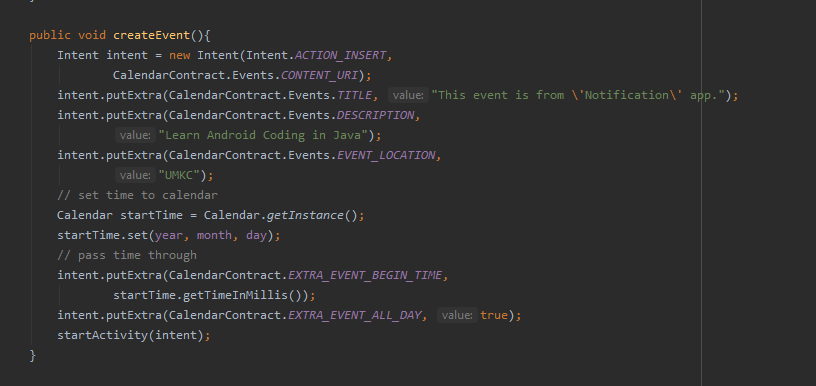 public void createEvent(){
Intent intent = new Intent(Intent.ACTION_INSERT,
CalendarContract.Events.CONTENT_URI);
intent.putExtra(CalendarContract.Events.TITLE, value: "This event is from \'Notification\' app.");
intent.putExtra(CalendarContract.Events.DESCRIPTION,
value: "Learn Android Coding in Java");
intent.putExtra(CalendarContract.Events.EVENT_LOCATION,
value: "UMKC");
// set time to calendar
Calendar startTime = Calendar.getInstance();
startTime.set(year, month, day);
// pass time through
intent.putExtra(CalendarContract.EXTRA_EVENT_BEGIN_TIME,
startTime.getTimeInMillis());
intent.putExtra(CalendarContract.EXTRA_EVENT_ALL_DAY, value: true);
startActivity(intent);
}